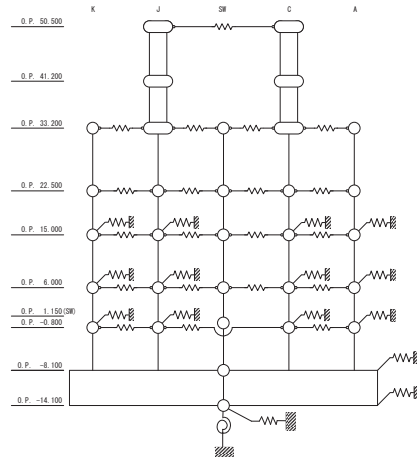 K J SW C A
O.P. 50.500
O.P. 41.200
O.P. 33.200
O.P. 22.500
O.P. 15.000
O.P. 6.000
O.P. 1.150(SW)
O.P. -0.800
O.P. -8.100
O.P. -14.100